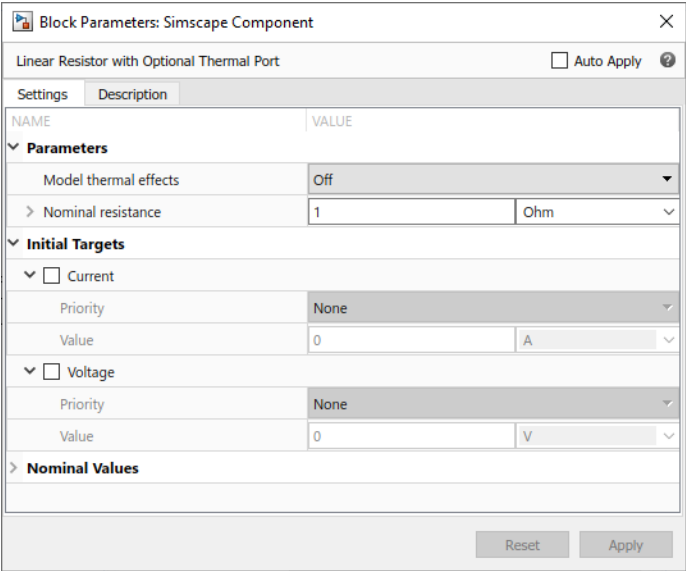 Block Parameters: Simscape Component
Linear Resistor with Optional Thermal Port Auto Apply
Settings Description
NAME VALUE
Parameters
Model thermal effects Off
Nominal resistance 1 Ohm
Initial Targets
Current
Priority None
Value 0 A
Voltage
Priority None
Value 0 V
Nominal Values
Reset Apply